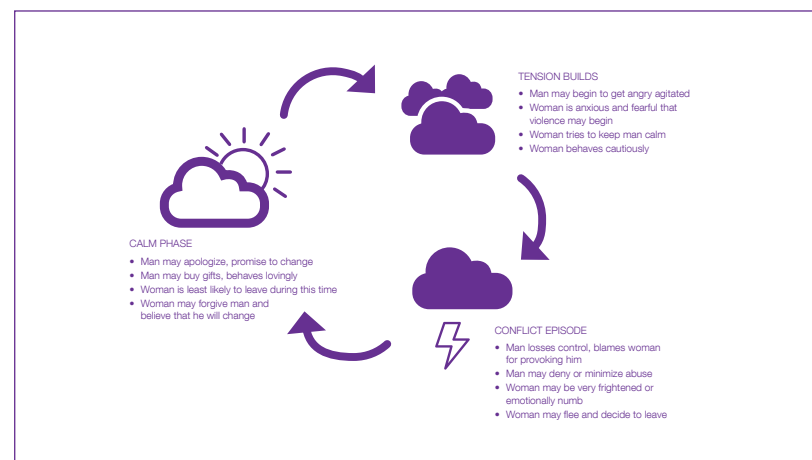 TENSION BUILDS
• Man may begin to get angry agitated
• Woman is anxious and fearful that
violence may begin
• Woman tries to keep man calm
• Woman behaves cautiously
CALM PHASE
• Man may apologize, promise to change
• Man may buy gifts, behaves lovingly
• Woman is least likely to leave during this time
• Woman may forgive man and
believe that he will change
CONFLICT EPISODE
• Man losses control, blames woman
for provoking him
• Man may deny or minimize abuse
• Woman may be very frightened or
emotionally numb
• Woman may flee and decide to leave